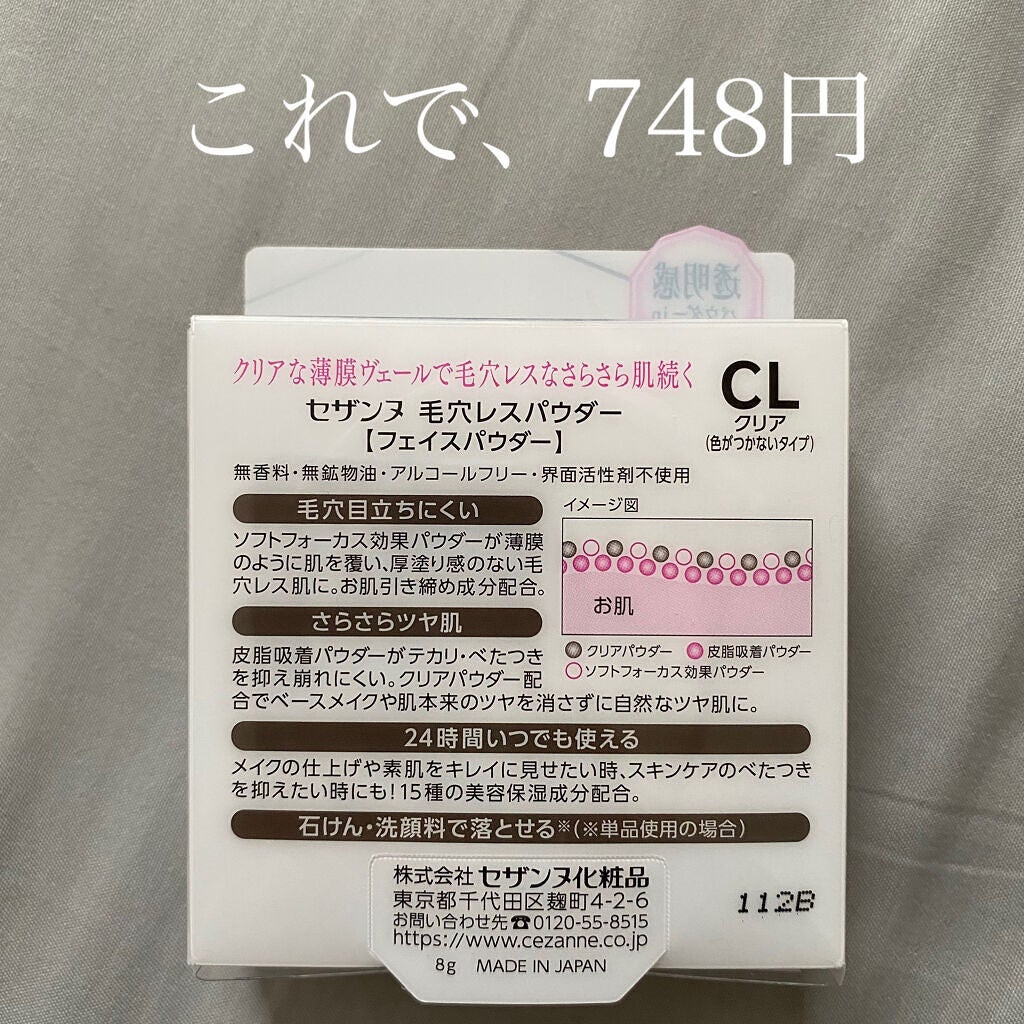 これで、748円
透明感
パウダーin
クリアな薄膜ヴェールで毛穴レスなさらさら肌続く
CL
クリア
(色がつかないタイプ)
セザンヌ 毛穴レスパウダー
【フェイスパウダー】
無香料・無鉱物油・アルコールフリー・界面活性剤不使用
毛穴目立ちにくい
ソフトフォーカス効果パウダーが薄膜
のように肌を覆い、厚塗り感のない毛
穴レス肌に。お肌引き締め成分配合。
イメージ図
お肌
クリアパウダー 皮脂吸着パウダー
ソフトフォーカス効果パウダー
さらさらツヤ肌
皮脂吸着パウダーがテカリ・べたつき
を抑え崩れにくい。クリアパウダー配
合でベースメイクや肌本来のツヤを消さずに自然なツヤ肌に。
24時間いつでも使える
メイクの仕上げや素肌をキレイに見せたい時、スキンケアのべたつき
を抑えたい時にも!15種の美容保湿成分配合。
石けん・洗顔料で落とせる※(※単品使用の場合)
株式会社 セザンヌ化粧品
東京都千代田区麹町4-2-6
お問い合わせ先☎0120-55-8515
https://www.cezanne.co.jp
8g MADE IN JAPAN
112B